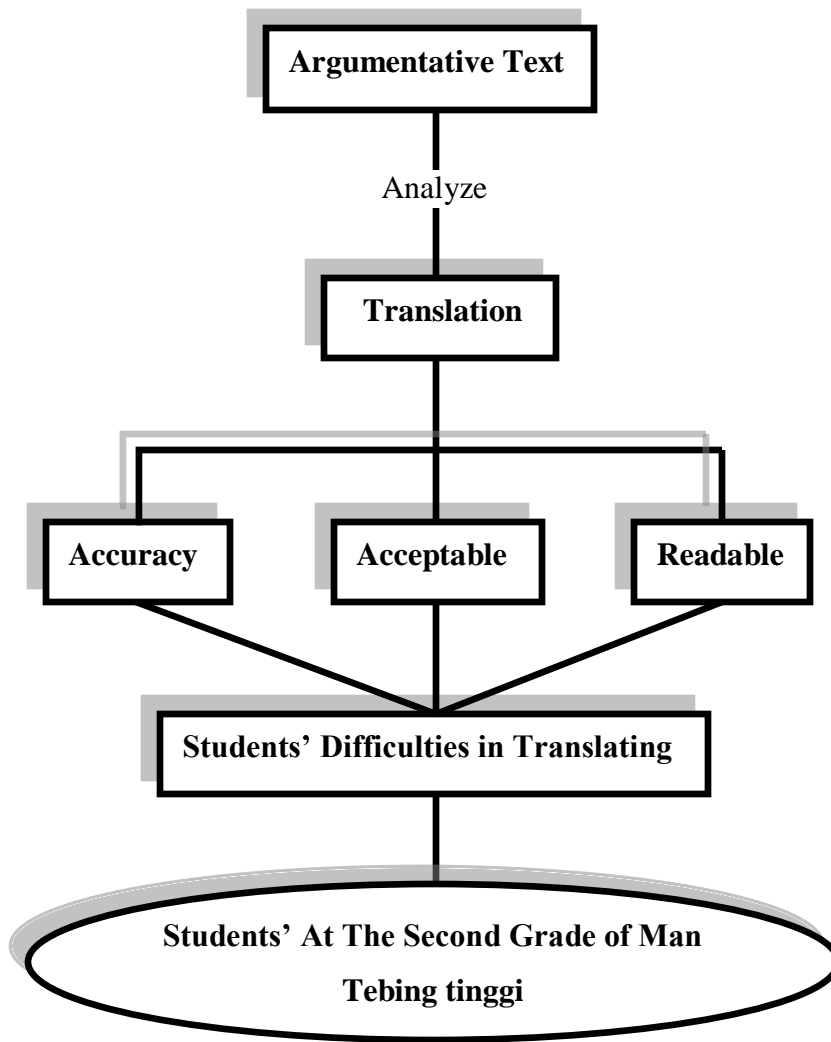 Argumentative Text
Analyze
Translation
Accuracy
Acceptable
Readable
Students’ Difficulties in Translating
Students’ At The Second Grade of Man
Tebing tinggi